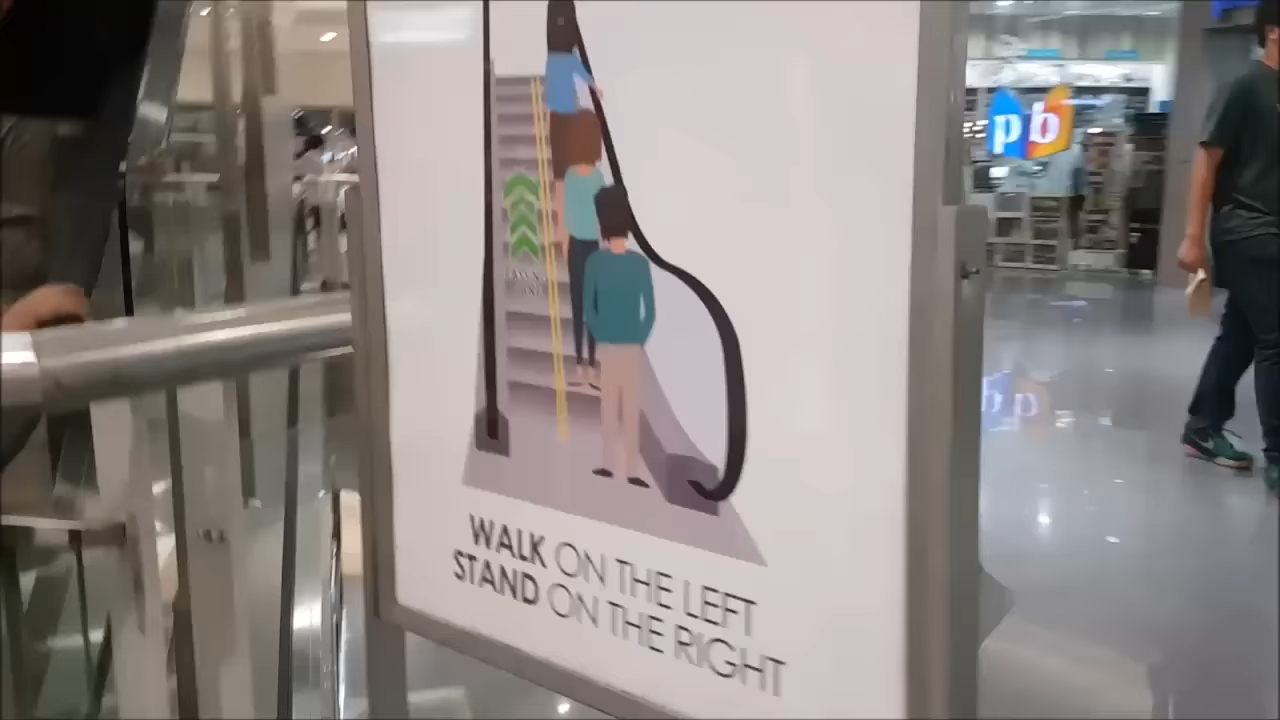 pb
WALK ON THE LEFT
STAND ON THE RIGHT